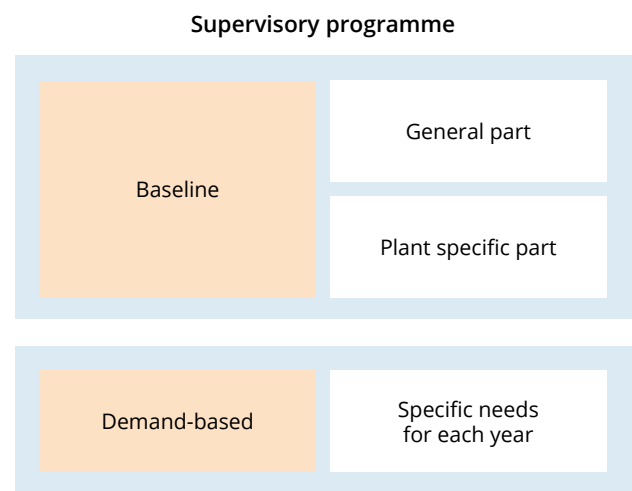 Supervisory programme
Baseline
General part
Plant specific part
Demand-based
Specific needs
for each year